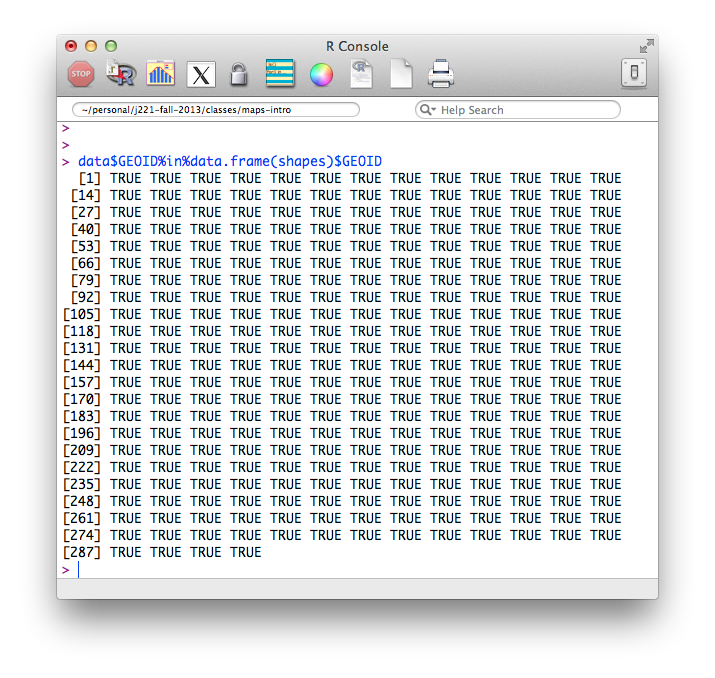 R Console
STOP
R
X
~/personal/j221-fall-2013/classes/maps-intro
Help Search
>
>
> data$GEOID%in%data.frame(shapes)$GEOID
[1] TRUE TRUE TRUE TRUE TRUE TRUE TRUE TRUE TRUE TRUE TRUE TRUE TRUE
[14] TRUE TRUE TRUE TRUE TRUE TRUE TRUE TRUE TRUE TRUE TRUE TRUE TRUE
[27] TRUE TRUE TRUE TRUE TRUE TRUE TRUE TRUE TRUE TRUE TRUE TRUE TRUE
[40] TRUE TRUE TRUE TRUE TRUE TRUE TRUE TRUE TRUE TRUE TRUE TRUE TRUE
[53] TRUE TRUE TRUE TRUE TRUE TRUE TRUE TRUE TRUE TRUE TRUE TRUE TRUE
[66] TRUE TRUE TRUE TRUE TRUE TRUE TRUE TRUE TRUE TRUE TRUE TRUE TRUE
[79] TRUE TRUE TRUE TRUE TRUE TRUE TRUE TRUE TRUE TRUE TRUE TRUE TRUE
[92] TRUE TRUE TRUE TRUE TRUE TRUE TRUE TRUE TRUE TRUE TRUE TRUE TRUE
[105] TRUE TRUE TRUE TRUE TRUE TRUE TRUE TRUE TRUE TRUE TRUE TRUE TRUE
[118] TRUE TRUE TRUE TRUE TRUE TRUE TRUE TRUE TRUE TRUE TRUE TRUE TRUE
[131] TRUE TRUE TRUE TRUE TRUE TRUE TRUE TRUE TRUE TRUE TRUE TRUE TRUE
[144] TRUE TRUE TRUE TRUE TRUE TRUE TRUE TRUE TRUE TRUE TRUE TRUE TRUE
[157] TRUE TRUE TRUE TRUE TRUE TRUE TRUE TRUE TRUE TRUE TRUE TRUE TRUE
[170] TRUE TRUE TRUE TRUE TRUE TRUE TRUE TRUE TRUE TRUE TRUE TRUE TRUE
[183] TRUE TRUE TRUE TRUE TRUE TRUE TRUE TRUE TRUE TRUE TRUE TRUE TRUE
[196] TRUE TRUE TRUE TRUE TRUE TRUE TRUE TRUE TRUE TRUE TRUE TRUE TRUE
[209] TRUE TRUE TRUE TRUE TRUE TRUE TRUE TRUE TRUE TRUE TRUE TRUE TRUE
[222] TRUE TRUE TRUE TRUE TRUE TRUE TRUE TRUE TRUE TRUE TRUE TRUE TRUE
[235] TRUE TRUE TRUE TRUE TRUE TRUE TRUE TRUE TRUE TRUE TRUE TRUE TRUE
[248] TRUE TRUE TRUE TRUE TRUE TRUE TRUE TRUE TRUE TRUE TRUE TRUE TRUE
[261] TRUE TRUE TRUE TRUE TRUE TRUE TRUE TRUE TRUE TRUE TRUE TRUE TRUE
[274] TRUE TRUE TRUE TRUE TRUE TRUE TRUE TRUE TRUE TRUE TRUE TRUE TRUE
[287] TRUE TRUE TRUE TRUE
>